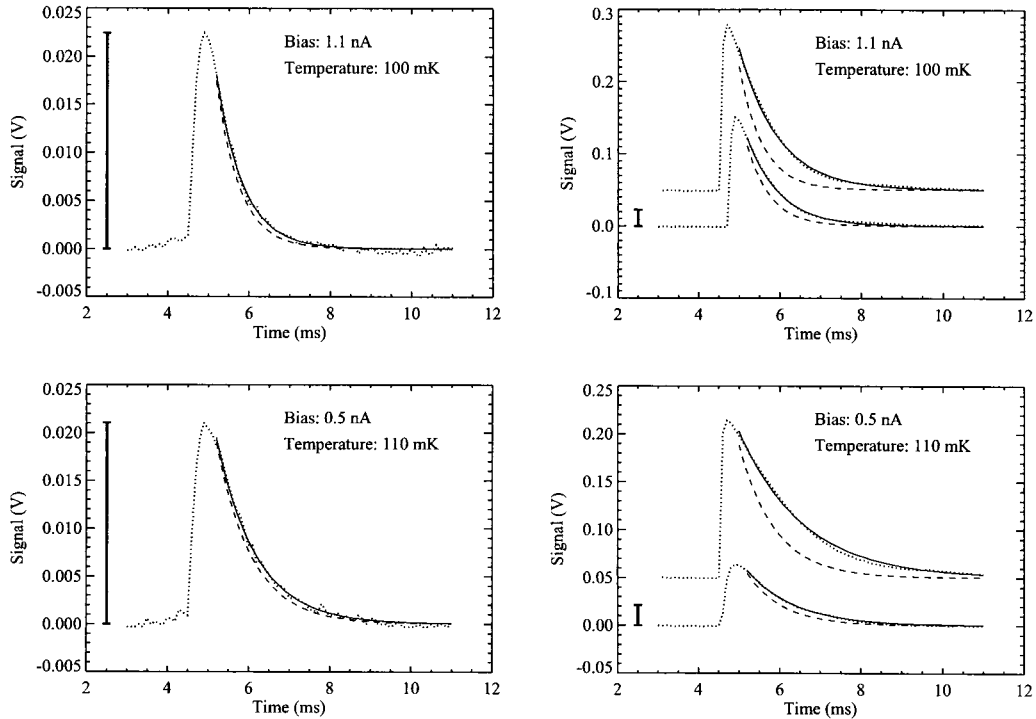 0.025
0.020
0.015
0.010
0.005
0.000
-0.005
Signal (V)
Bias: 1.1 nA
Temperature: 100 mK
2 4 6 8 10 12
Time (ms)
0.3
0.2
0.1
0.0
-0.1
Signal (V)
Bias: 1.1 nA
Temperature: 100 mK
2 4 6 8 10 12
Time (ms)
0.025
0.020
0.015
0.010
0.005
0.000
-0.005
Signal (V)
Bias: 0.5 nA
Temperature: 110 mK
2 4 6 8 10 12
Time (ms)
0.25
0.20
0.15
0.10
0.05
0.00
-0.05
Signal (V)
Bias: 0.5 nA
Temperature: 110 mK
2 4 6 8 10 12
Time (ms)